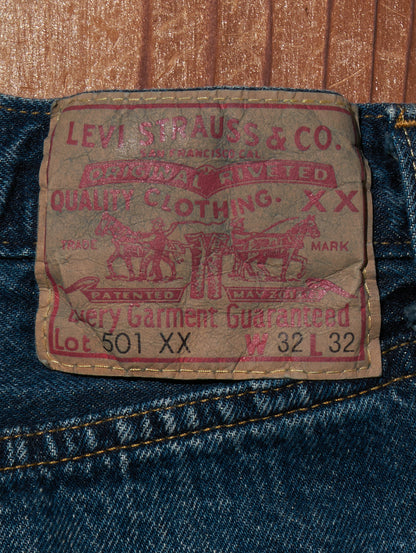 LEVI STRAUSS & CO.
SAN FRANCISCO, CAL.
ORIGINAL RIVETED
QUALITY CLOTHING. XX
TRADE MARK
PATENTED MAY 20
Every Garment Guaranteed
Lot 501 XX W 32 L 32